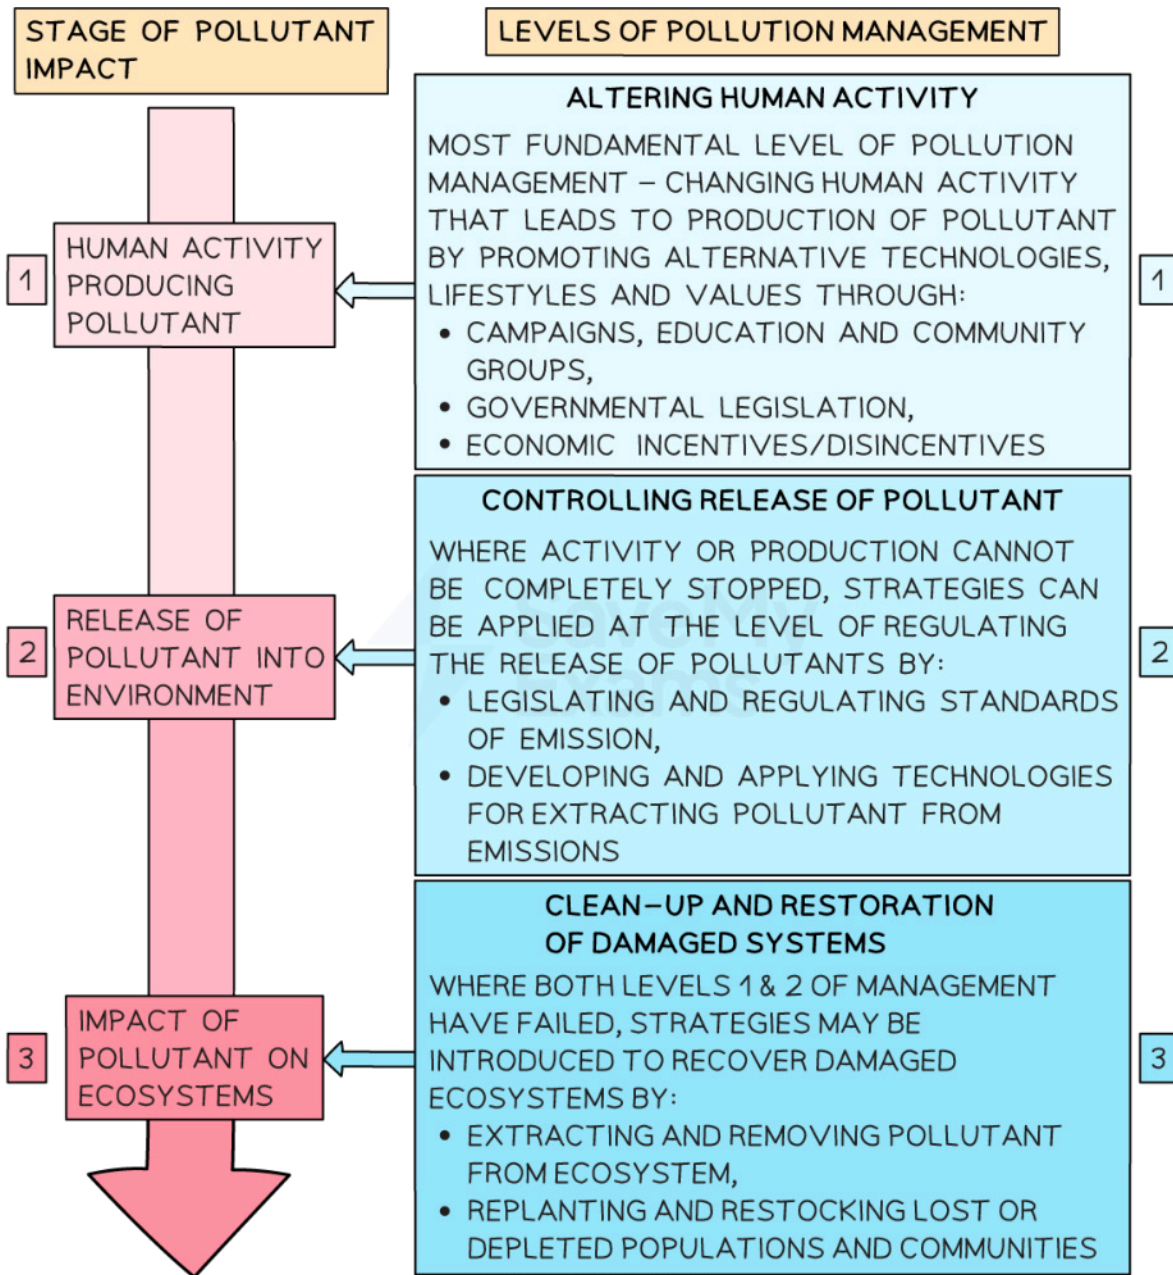 STAGE OF POLLUTANT
IMPACT
LEVELS OF POLLUTION MANAGEMENT
1
HUMAN ACTIVITY
PRODUCING
POLLUTANT
ALTERING HUMAN ACTIVITY
MOST FUNDAMENTAL LEVEL OF POLLUTION
MANAGEMENT – CHANGING HUMAN ACTIVITY
THAT LEADS TO PRODUCTION OF POLLUTANT
BY PROMOTING ALTERNATIVE TECHNOLOGIES,
LIFESTYLES AND VALUES THROUGH:
• CAMPAIGNS, EDUCATION AND COMMUNITY
GROUPS,
• GOVERNMENTAL LEGISLATION,
• ECONOMIC INCENTIVES/DISINCENTIVES
1
2
RELEASE OF
POLLUTANT INTO
ENVIRONMENT
CONTROLLING RELEASE OF POLLUTANT
WHERE ACTIVITY OR PRODUCTION CANNOT
BE COMPLETELY STOPPED, STRATEGIES CAN
BE APPLIED AT THE LEVEL OF REGULATING
THE RELEASE OF POLLUTANTS BY:
• LEGISLATING AND REGULATING STANDARDS
OF EMISSION,
• DEVELOPING AND APPLYING TECHNOLOGIES
FOR EXTRACTING POLLUTANT FROM
EMISSIONS
2
SaveMy
Exams
3
IMPACT OF
POLLUTANT ON
ECOSYSTEMS
CLEAN-UP AND RESTORATION
OF DAMAGED SYSTEMS
WHERE BOTH LEVELS 1 & 2 OF MANAGEMENT
HAVE FAILED, STRATEGIES MAY BE
INTRODUCED TO RECOVER DAMAGED
ECOSYSTEMS BY:
• EXTRACTING AND REMOVING POLLUTANT
FROM ECOSYSTEM,
• REPLANTING AND RESTOCKING LOST OR
DEPLETED POPULATIONS AND COMMUNITIES
3